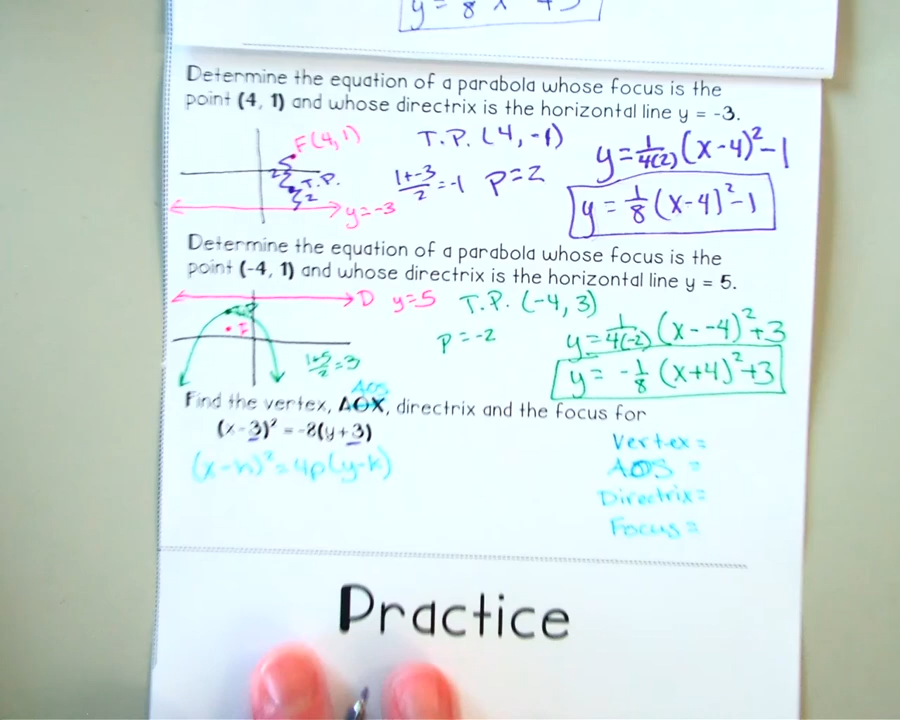 y = 8 x
Determine the equation of a parabola whose focus is the
point (4, 1) and whose directrix is the horizontal line y = -3.
F(4,1)
T.P.
2
2
y=-3
T.P. (4, -1)
1+-3/2 = -1 P=2
y = 1/4(2) (x-4)² - 1
y = 1/8 (x-4)² - 1
Determine the equation of a parabola whose focus is the
point (-4, 1) and whose directrix is the horizontal line y = 5.
D y=5
F
1+5/2 = 3
T.P. (-4, 3)
p = -2
y = 1/4(-2) (x--4)² + 3
y = -1/8 (x+4)² + 3
AOS
Find the vertex, AOX, directrix and the focus for
(x - 3)² = -8(y + 3)
(x-h)² = 4p(y-k)
Vertex =
AOS =
Directrix =
Focus =
Practice